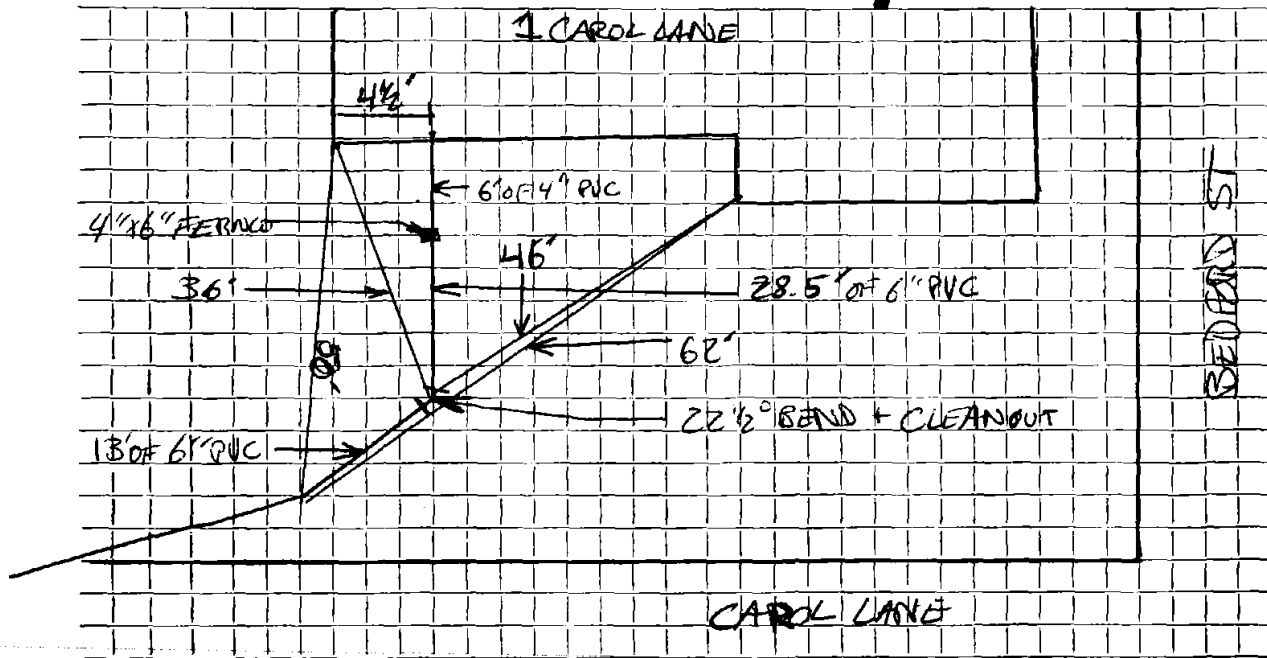 1 CAROL LANE
4½'
6' OF 4" PVC
4"x6" FERNCO
46'
36'
28.5' OF 6" PVC
62'
50'
22½° BEND + CLEANOUT
13' OF 6" PVC
BEDFORD ST
CAROL LANE